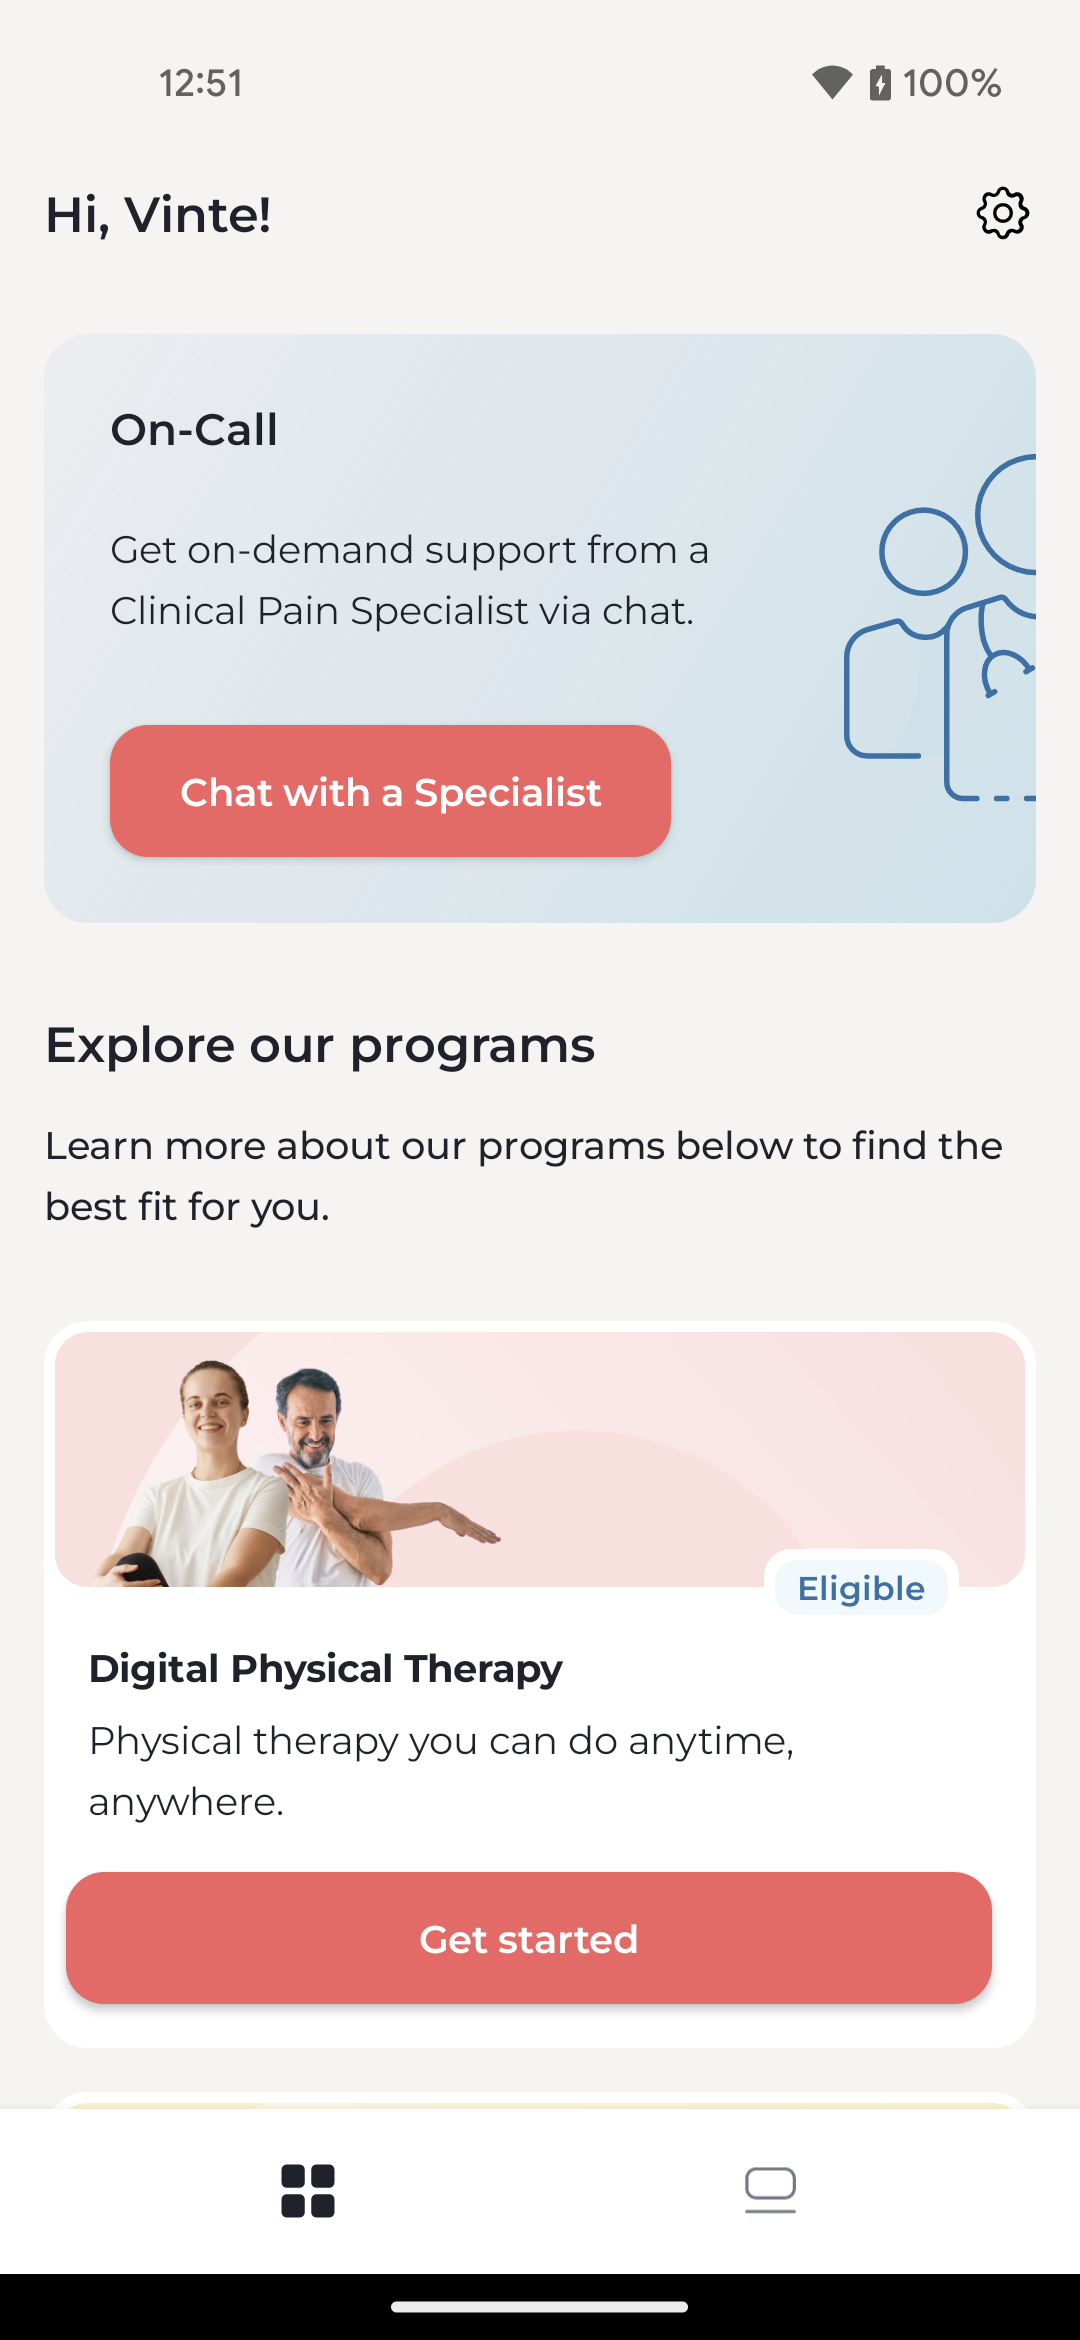 12:51
100%
Hi, Vinte!
On-Call
Get on-demand support from a
Clinical Pain Specialist via chat.
Chat with a Specialist
Explore our programs
Learn more about our programs below to find the
best fit for you.
Eligible
Digital Physical Therapy
Physical therapy you can do anytime,
anywhere.
Get started